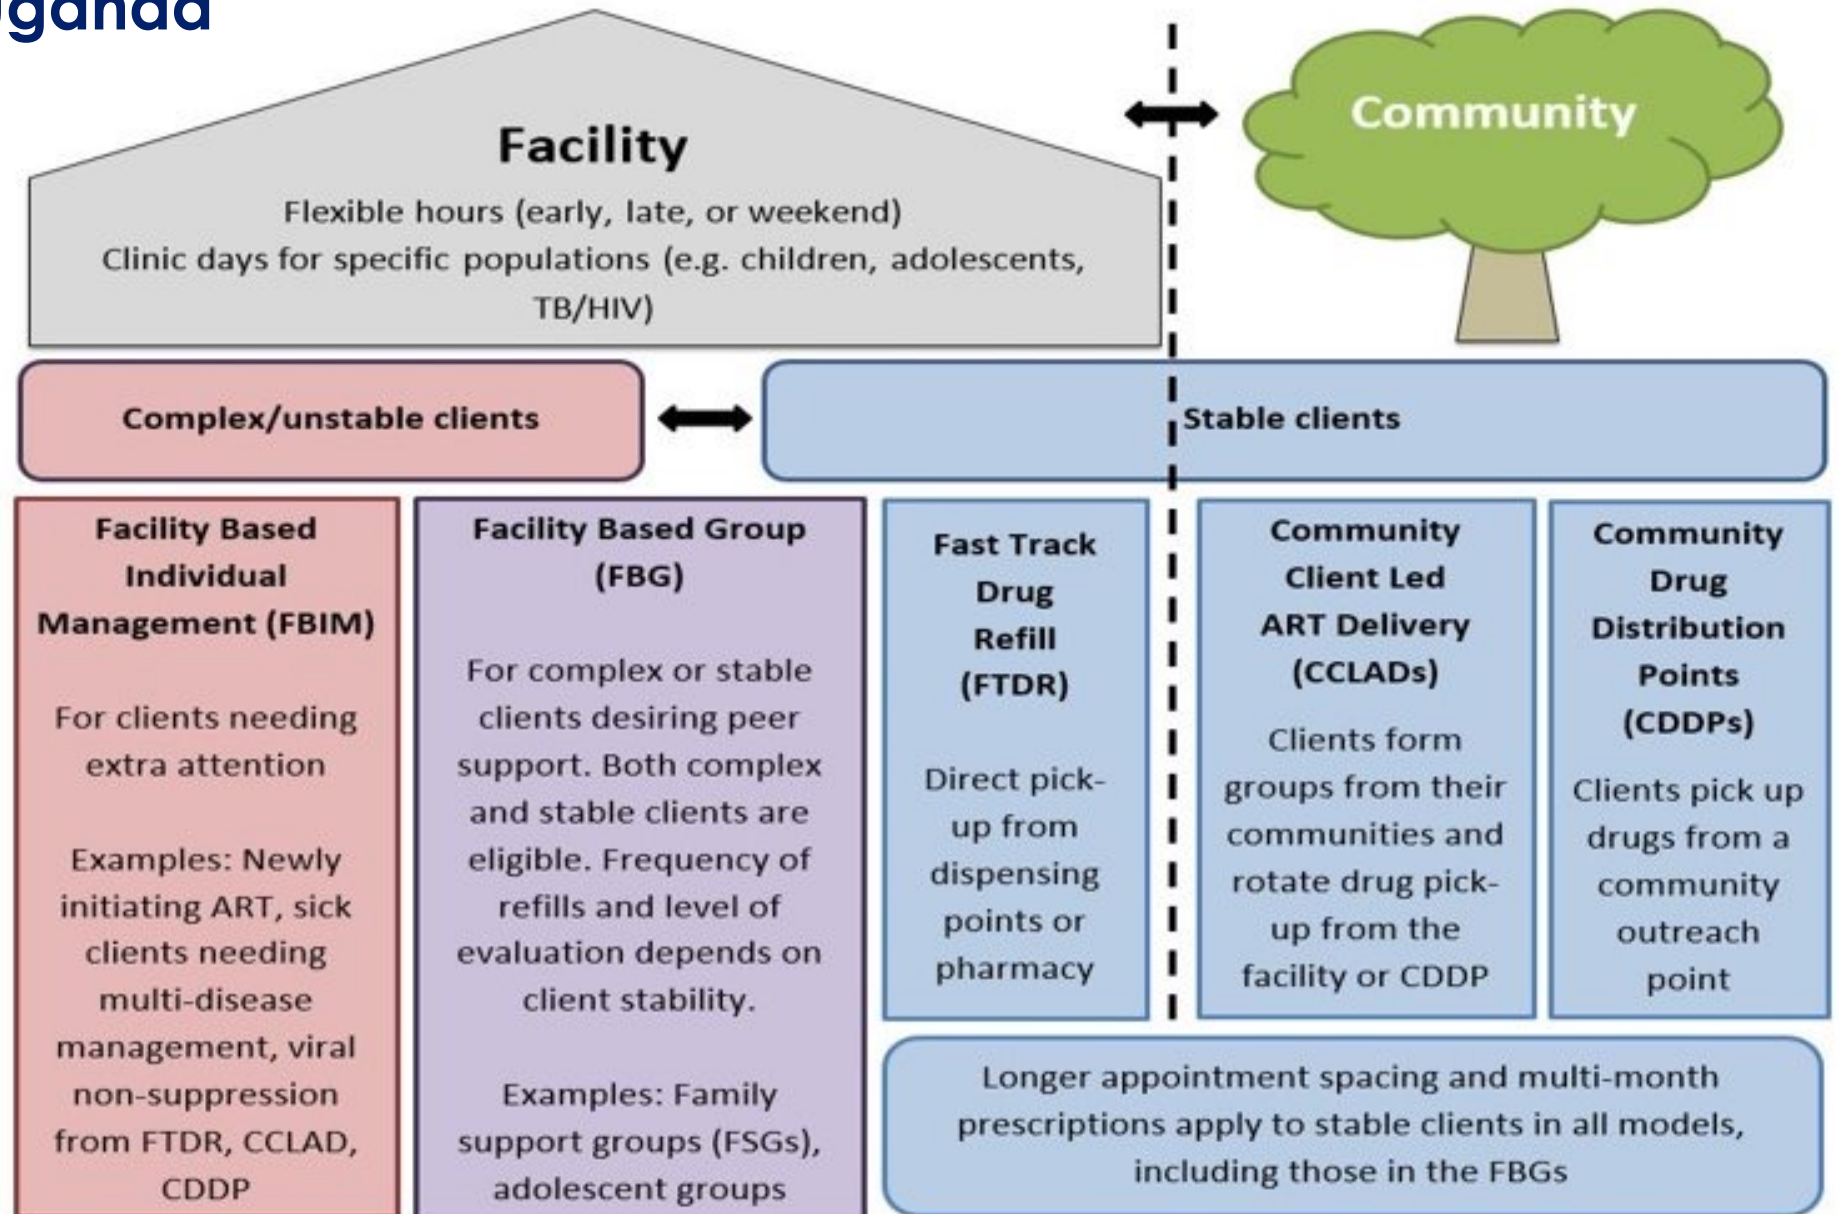 Uganda
Facility
Flexible hours (early, late, or weekend)
Clinic days for specific populations (e.g. children, adolescents,
TB/HIV)
Community
Complex/unstable clients
Stable clients
Facility Based
Individual
Management (FBIM)
For clients needing
extra attention
Examples: Newly
initiating ART, sick
clients needing
multi-disease
management, viral
non-suppression
from FTDR, CCLAD,
CDDP
Facility Based Group
(FBG)
For complex or stable
clients desiring peer
support. Both complex
and stable clients are
eligible. Frequency of
refills and level of
evaluation depends on
client stability.
Examples: Family
support groups (FSGs),
adolescent groups
Fast Track
Drug
Refill
(FTDR)
Direct pick-
up from
dispensing
points or
pharmacy
Community
Client Led
ART Delivery
(CCLADs)
Clients form
groups from their
communities and
rotate drug pick-
up from the
facility or CDDP
Community
Drug
Distribution
Points
(CDDPs)
Clients pick up
drugs from a
community
outreach
point
Longer appointment spacing and multi-month
prescriptions apply to stable clients in all models,
including those in the FBGs